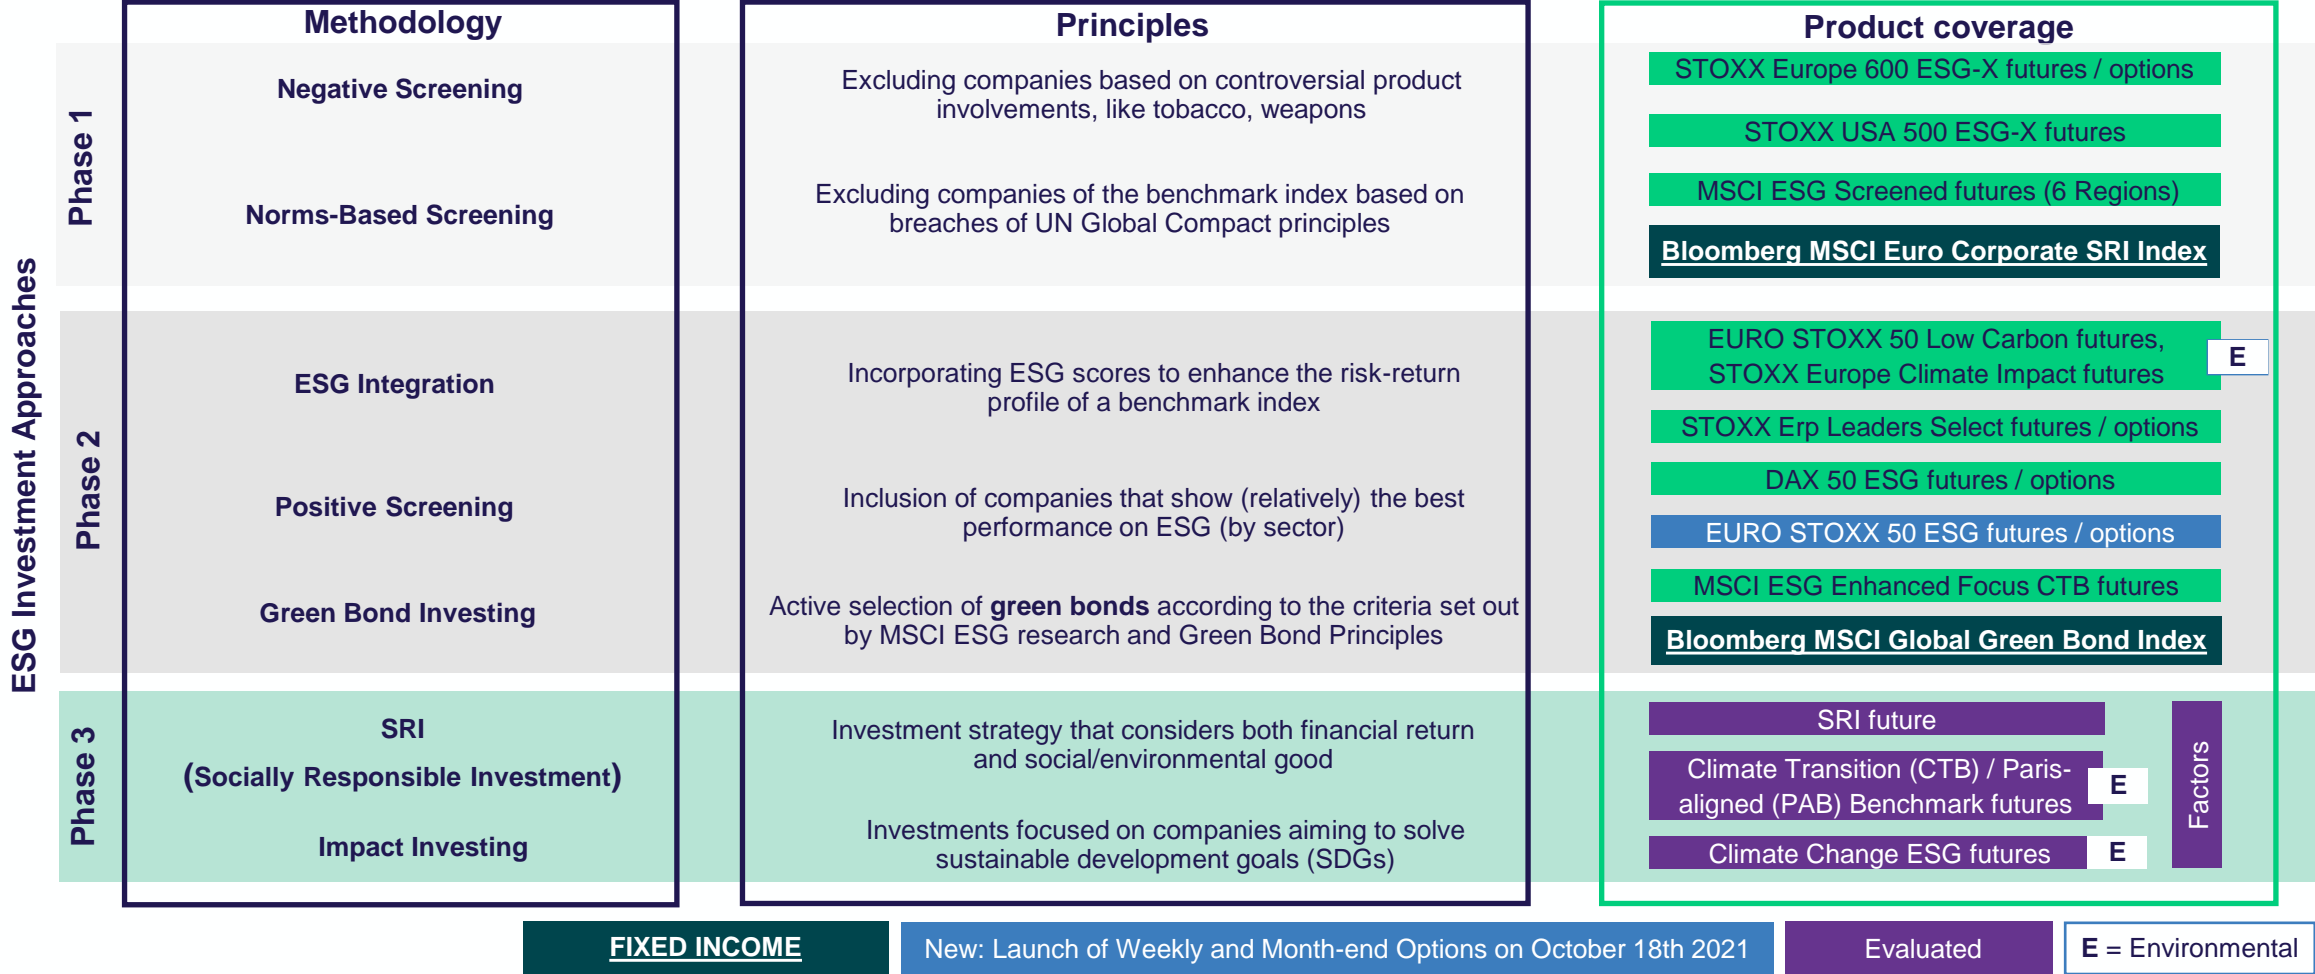 Methodology
Principles
Product coverage
ESG Investment Approaches
Phase 1
Negative Screening
Excluding companies based on controversial product
involvements, like tobacco, weapons
Norms-Based Screening
Excluding companies of the benchmark index based on
breaches of UN Global Compact principles
STOXX Europe 600 ESG-X futures / options
STOXX USA 500 ESG-X futures
MSCI ESG Screened futures (6 Regions)
Bloomberg MSCI Euro Corporate SRI Index
Phase 2
ESG Integration
Incorporating ESG scores to enhance the risk-return
profile of a benchmark index
Positive Screening
Inclusion of companies that show (relatively) the best
performance on ESG (by sector)
Green Bond Investing
Active selection of green bonds according to the criteria set out
by MSCI ESG research and Green Bond Principles
EURO STOXX 50 Low Carbon futures,
STOXX Europe Climate Impact futures
E
STOXX Erp Leaders Select futures / options
DAX 50 ESG futures / options
EURO STOXX 50 ESG futures / options
MSCI ESG Enhanced Focus CTB futures
Bloomberg MSCI Global Green Bond Index
Phase 3
SRI
(Socially Responsible Investment)
Investment strategy that considers both financial return
and social/environmental good
Impact Investing
Investments focused on companies aiming to solve
sustainable development goals (SDGs)
SRI future
Climate Transition (CTB) / Paris-
aligned (PAB) Benchmark futures
E
Climate Change ESG futures
E
Factors
FIXED INCOME
New: Launch of Weekly and Month-end Options on October 18th 2021
Evaluated
E = Environmental